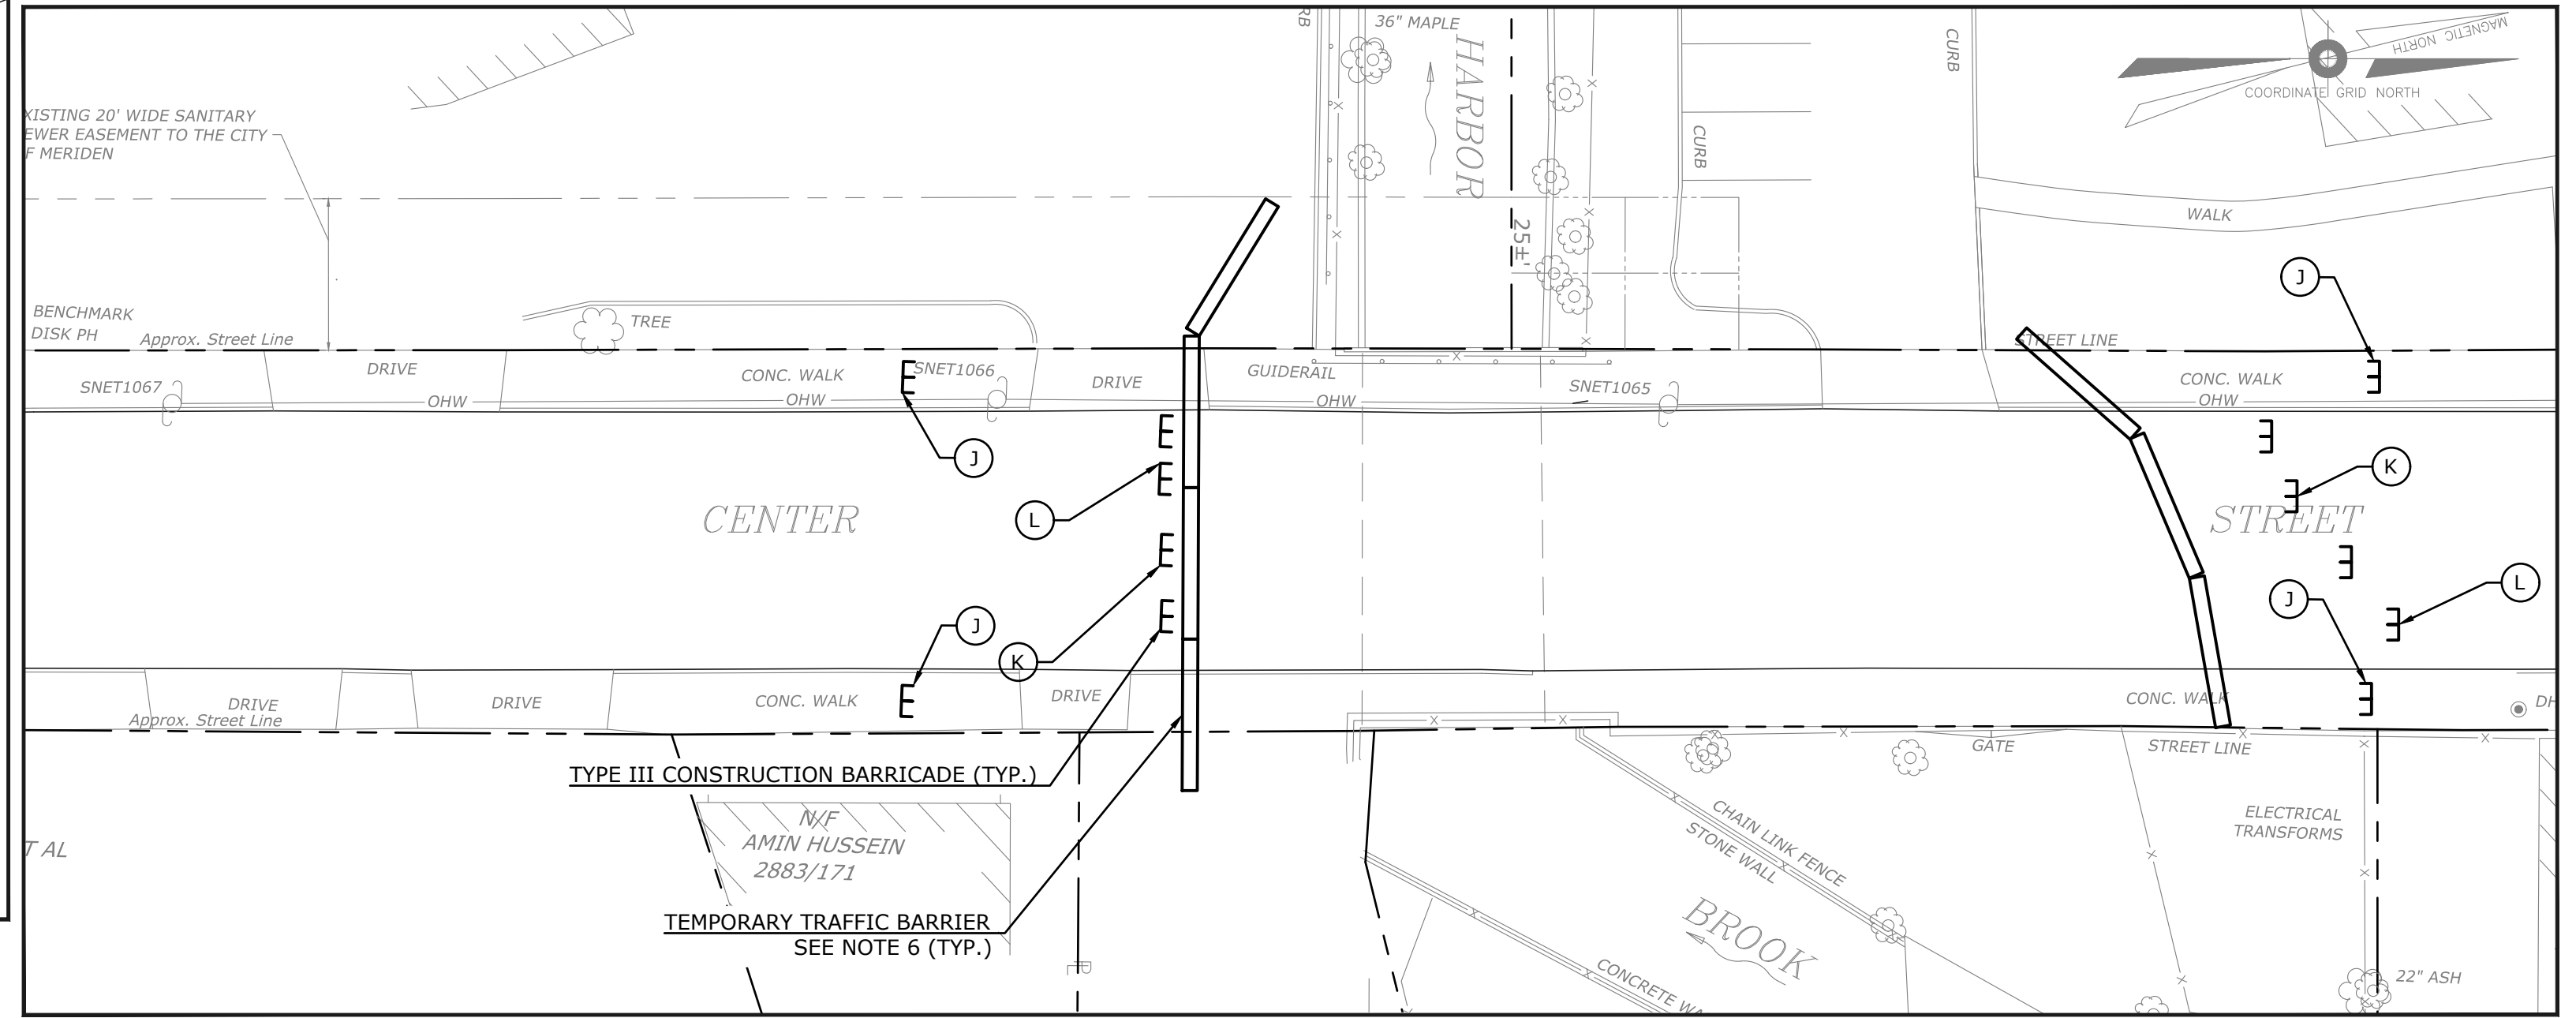 36" MAPLE
HARBOR
CURB
CURB
MAGNETIC NORTH
COORDINATE GRID NORTH
XISTING 20' WIDE SANITARY
EWER EASEMENT TO THE CITY
F MERIDEN
WALK
25±'
J
BENCHMARK
DISK PH
Approx. Street Line
TREE
STREET LINE
SNET1067
DRIVE
CONC. WALK
SNET1066
DRIVE
GUIDERAIL
SNET1065
CONC. WALK
OHW
OHW
OHW
OHW
J
K
L
CENTER
STREET
L
J
J
K
DRIVE
Approx. Street Line
DRIVE
CONC. WALK
DRIVE
CONC. WALK
DH
GATE
STREET LINE
TYPE III CONSTRUCTION BARRICADE (TYP.)
N/F
AMIN HUSSEIN
2883/171
T AL
CHAIN LINK FENCE
STONE WALL
ELECTRICAL
TRANSFORMS
TEMPORARY TRAFFIC BARRIER
SEE NOTE 6 (TYP.)
BROOK
CONCRETE WA
22" ASH